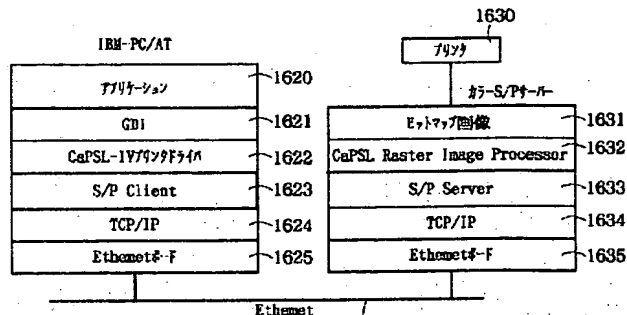 1630
IBM-PC/AT
プリンタ
アプリケーション
1620
カラーS/Pサーバー
GDI
1621
ビットマップ画像
1631
CaPSL-IVプリンタドライバ
1622
CaPSL Raster Image Processor
1632
S/P Client
1623
S/P Server
1633
TCP/IP
1624
TCP/IP
1634
Ethernetボード
1625
Ethernetボード
1635
Ethernet